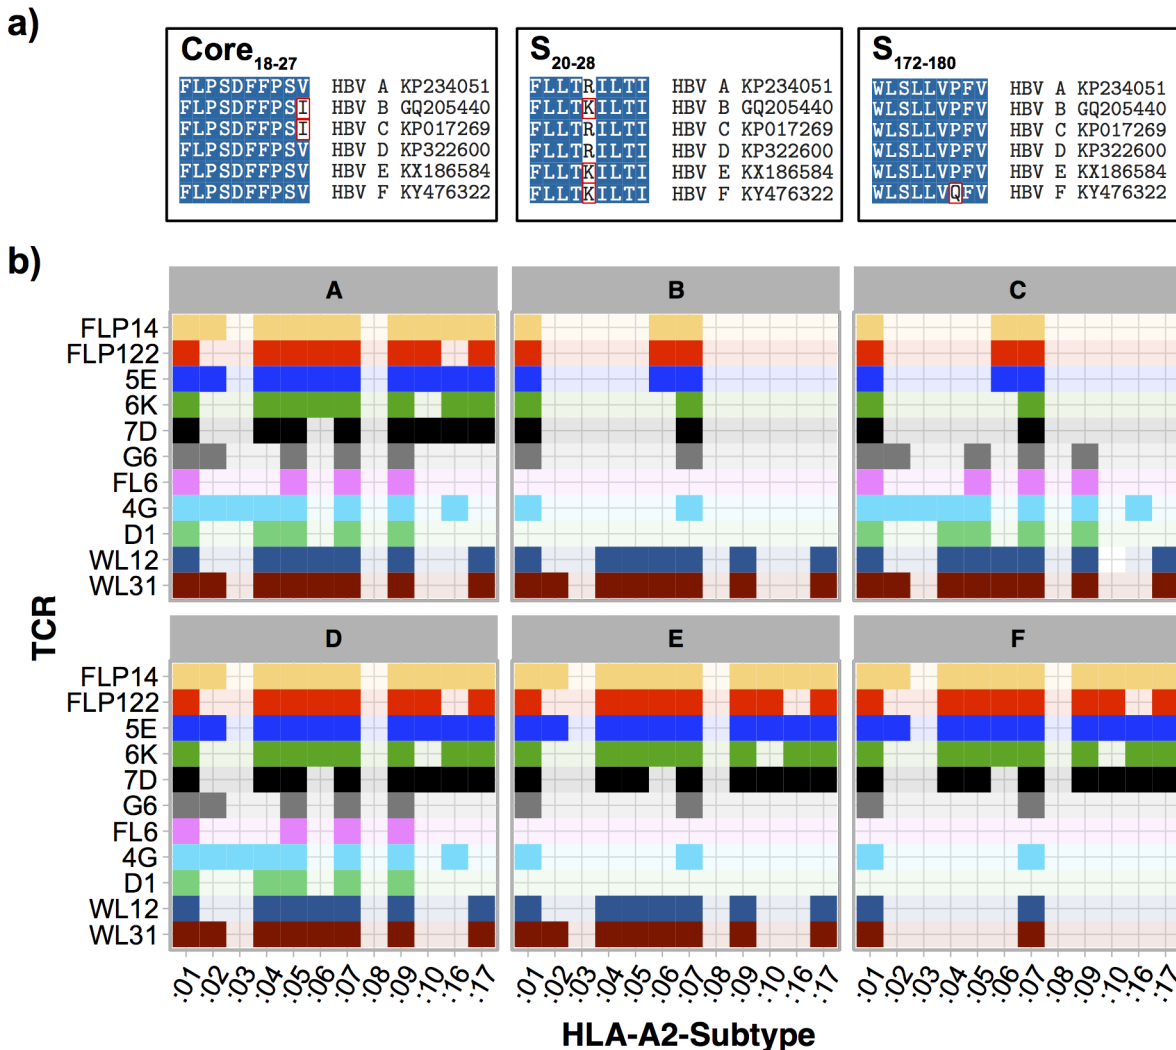 a)
Core18-27
FLPSDFFPSV HBV A KP234051
FLPSDFFPSI HBV B GQ205440
FLPSDFFPSI HBV C KP017269
FLPSDFFPSV HBV D KP322600
FLPSDFFPSV HBV E KX186584
FLPSDFFPSV HBV F KY476322
S20-28
FLLTRILTI HBV A KP234051
FLLTKILTI HBV B GQ205440
FLLTRILTI HBV C KP017269
FLLTRILTI HBV D KP322600
FLLTKILTI HBV E KX186584
FLLTKILTI HBV F KY476322
S172-180
WLSLLVPFV HBV A KP234051
WLSLLVPFV HBV B GQ205440
WLSLLVPFV HBV C KP017269
WLSLLVPFV HBV D KP322600
WLSLLVPFV HBV E KX186584
WLSLLVQFV HBV F KY476322
b)
A B C
FLP14
FLP122
5E
6K
7D
G6
FL6
4G
D1
WL12
WL31
TCR
D E F
FLP14
FLP122
5E
6K
7D
G6
FL6
4G
D1
WL12
WL31
:01 :02 :03 :04 :05 :06 :07 :08 :09 :10 :16 :17
:01 :02 :03 :04 :05 :06 :07 :08 :09 :10 :16 :17
:01 :02 :03 :04 :05 :06 :07 :08 :09 :10 :16 :17
HLA-A2-Subtype